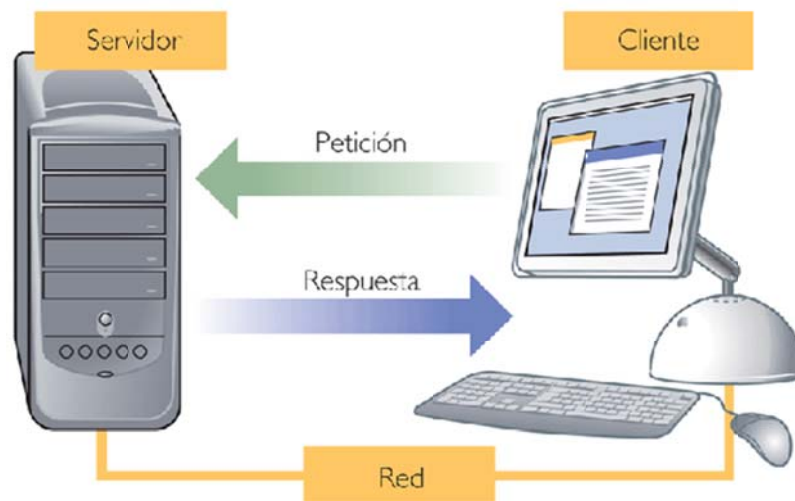 Servidor
Cliente
Petición
Respuesta
Red